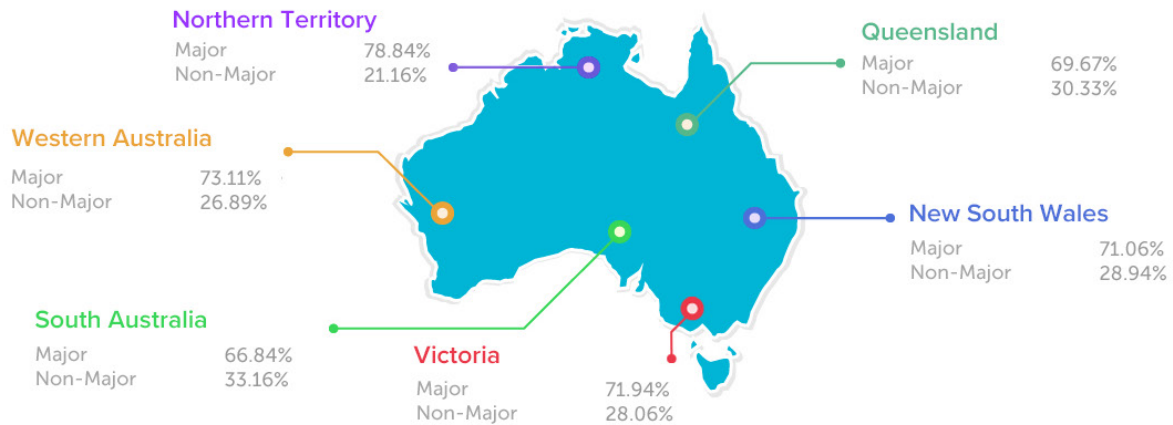 Northern Territory
Major 78.84%
Non-Major 21.16%
Queensland
Major 69.67%
Non-Major 30.33%
Western Australia
Major 73.11%
Non-Major 26.89%
New South Wales
Major 71.06%
Non-Major 28.94%
South Australia
Major 66.84%
Non-Major 33.16%
Victoria
Major 71.94%
Non-Major 28.06%